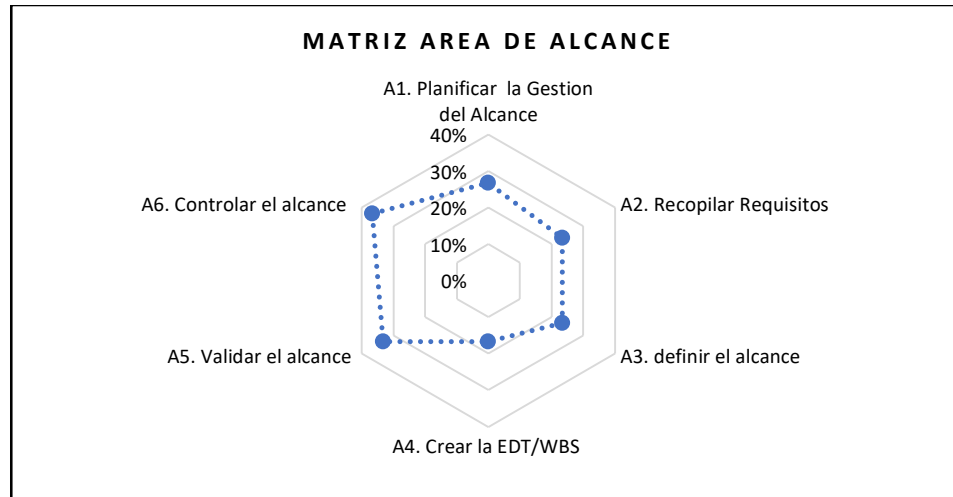 MATRIZ AREA DE ALCANCE
A1. Planificar la Gestion
del Alcance
40%
30%
A6. Controlar el alcance
20%
A2. Recopilar Requisitos
10%
0%
A5. Validar el alcance
A3. definir el alcance
A4. Crear la EDT/WBS